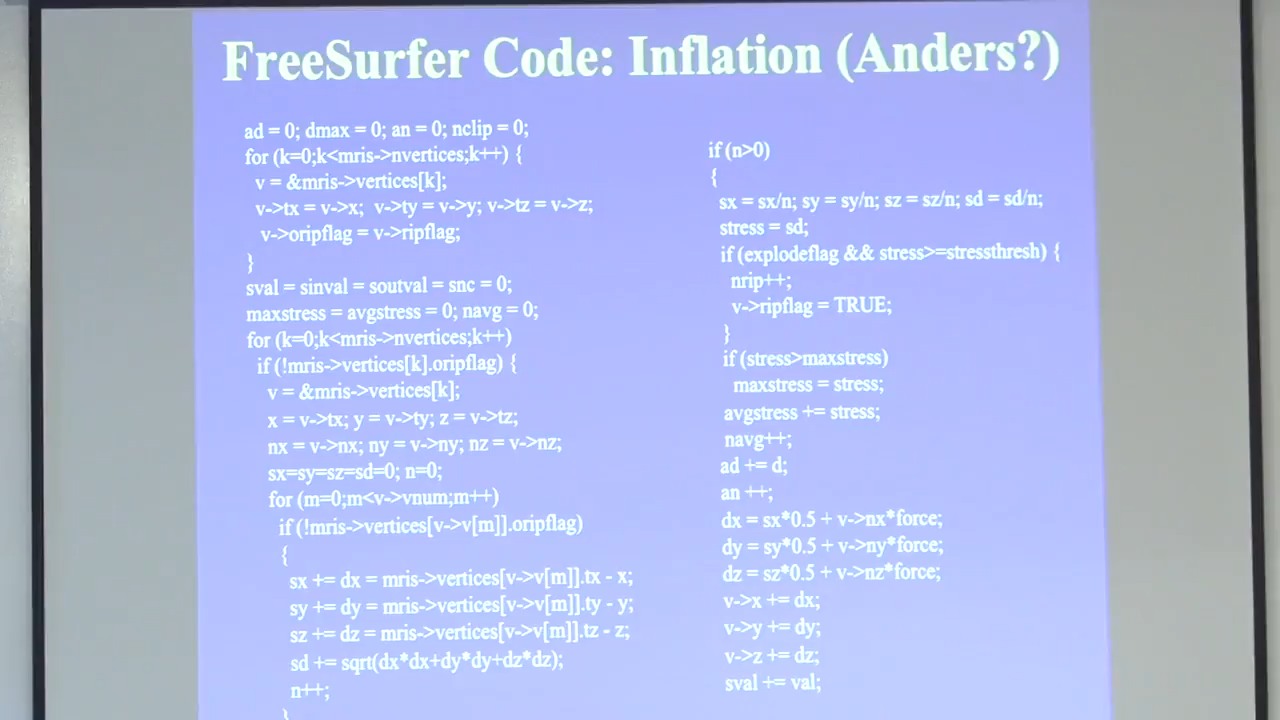 FreeSurfer Code: Inflation (Anders?)
ad = 0; dmax = 0; an = 0; nclip = 0;
for (k=0;k<mris->nvertices;k++) {
v = &mris->vertices[k];
v->tx = v->x; v->ty = v->y; v->tz = v->z;
v->oripflag = v->ripflag;
}
sval = sinval = soutval = snc = 0;
maxstress = avgstress = 0; navg = 0;
for (k=0;k<mris->nvertices;k++)
if (!mris->vertices[k].oripflag) {
v = &mris->vertices[k];
x = v->tx; y = v->ty; z = v->tz;
nx = v->nx; ny = v->ny; nz = v->nz;
sx=sy=sz=sd=0; n=0;
for (m=0;m<v->vnum;m++)
if (!mris->vertices[v->v[m]].oripflag)
{
sx += dx = mris->vertices[v->v[m]].tx - x;
sy += dy = mris->vertices[v->v[m]].ty - y;
sz += dz = mris->vertices[v->v[m]].tz - z;
sd += sqrt(dx*dx+dy*dy+dz*dz);
n++;
}
if (n>0)
{
sx = sx/n; sy = sy/n; sz = sz/n; sd = sd/n;
stress = sd;
if (explodeflag && stress>=stressthresh) {
nrip++;
v->ripflag = TRUE;
}
if (stress>maxstress)
maxstress = stress;
avgstress += stress;
navg++;
ad += d;
an ++;
dx = sx*0.5 + v->nx*force;
dy = sy*0.5 + v->ny*force;
dz = sz*0.5 + v->nz*force;
v->x += dx;
v->y += dy;
v->z += dz;
sval += val;